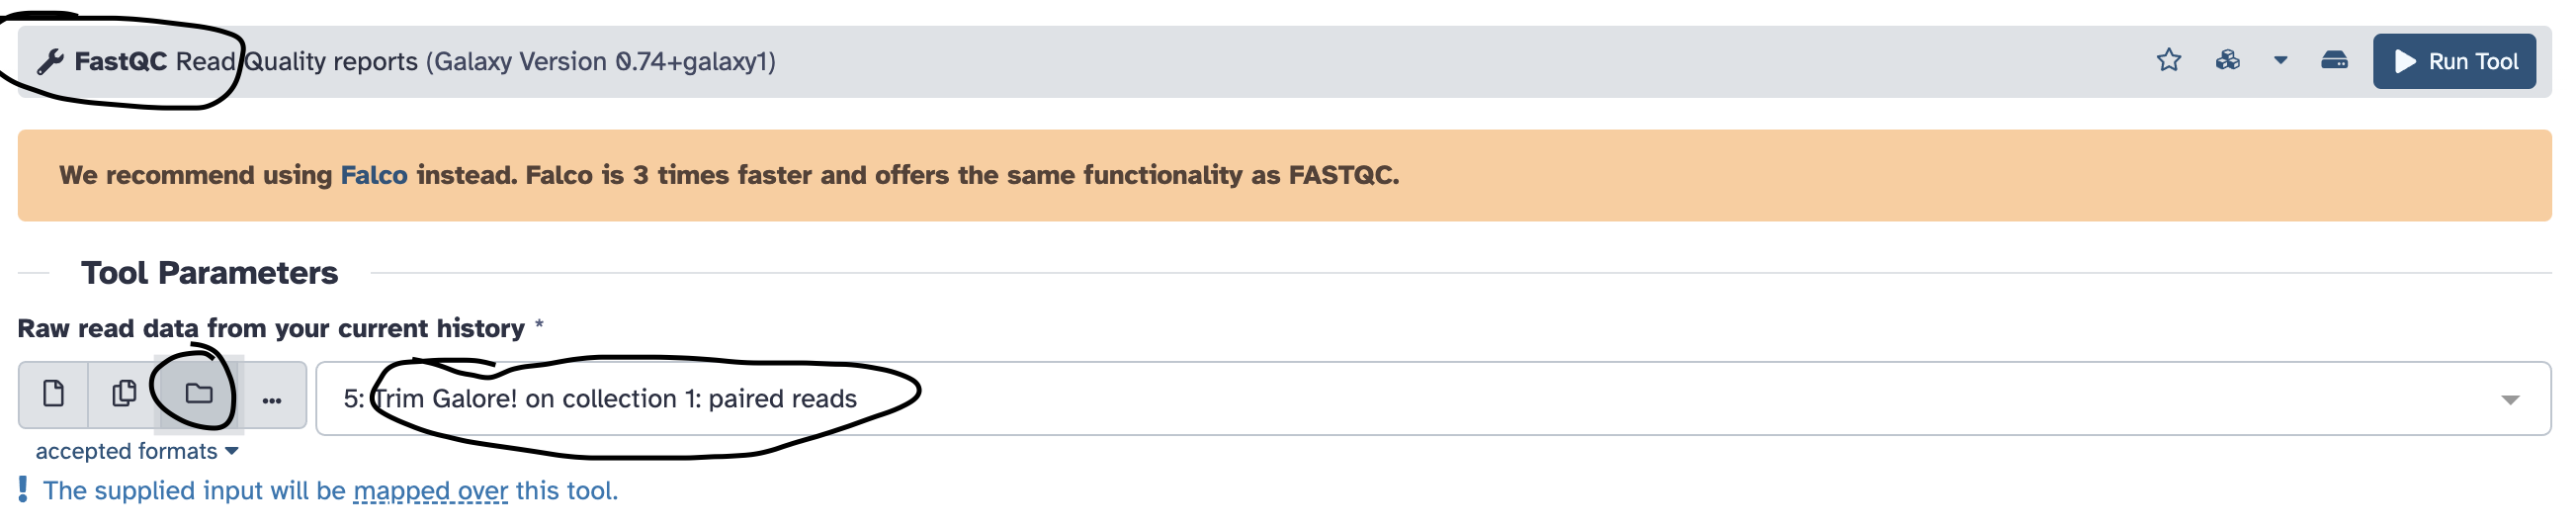 FastQC Read Quality reports (Galaxy Version 0.74+galaxy1)
Run Tool
We recommend using Falco instead. Falco is 3 times faster and offers the same functionality as FASTQC.
Tool Parameters
Raw read data from your current history *
5: Trim Galore! on collection 1: paired reads
accepted formats
! The supplied input will be mapped over this tool.